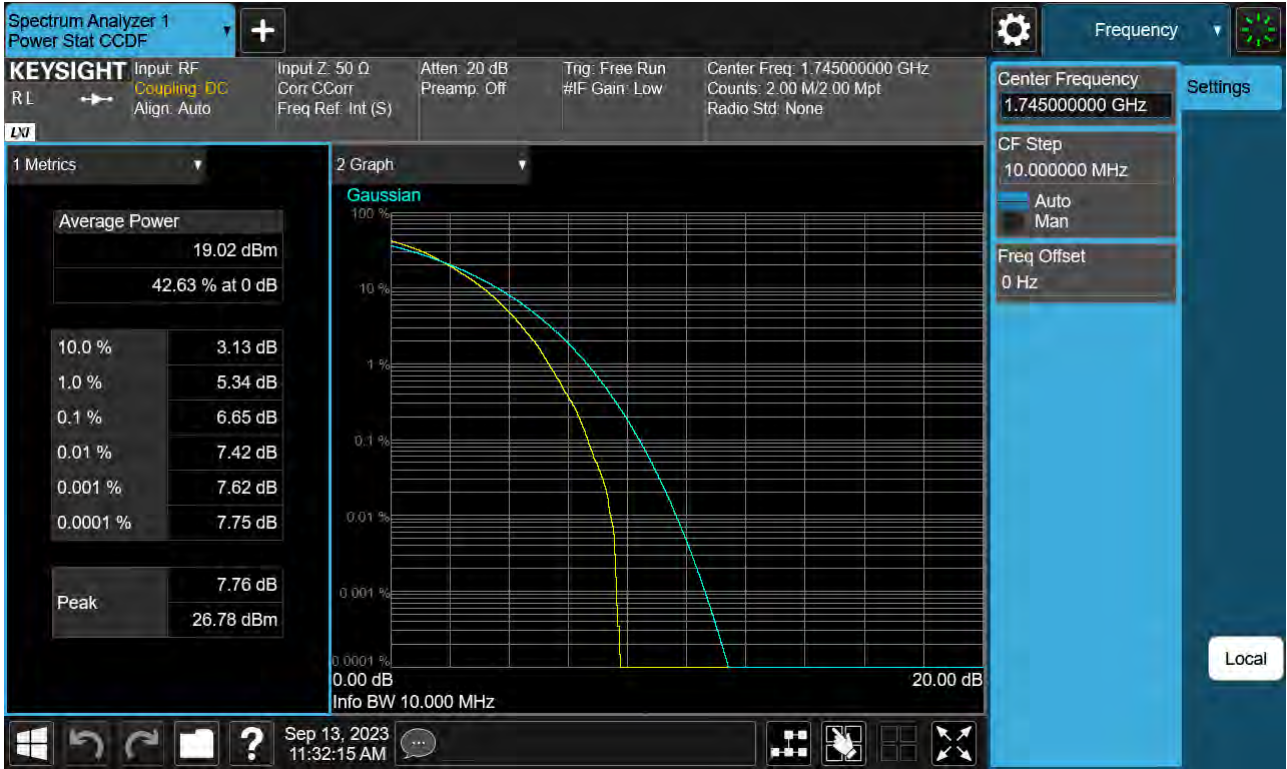 Spectrum Analyzer 1
Power Stat CCDF
Frequency
KEYSIGHT
R L
LXI
Input: RF
Coupling: DC
Align: Auto
Input Z: 50 Ω
Corr CCorr
Freq Ref: Int (S)
Atten: 20 dB
Preamp: Off
Trig: Free Run
#IF Gain: Low
Center Freq: 1.745000000 GHz
Counts: 2.00 M/2.00 Mpt
Radio Std: None
Center Frequency
1.745000000 GHz
Settings
CF Step
10.000000 MHz
Auto
Man
Freq Offset
0 Hz
Local
1 Metrics
Average Power
19.02 dBm
42.63 % at 0 dB
10.0 % 3.13 dB
1.0 % 5.34 dB
0.1 % 6.65 dB
0.01 % 7.42 dB
0.001 % 7.62 dB
0.0001 % 7.75 dB
Peak 7.76 dB
26.78 dBm
2 Graph
Gaussian
100 %
10 %
1 %
0.1 %
0.01 %
0.001 %
0.0001 %
0.00 dB 20.00 dB
Info BW 10.000 MHz
?
Sep 13, 2023
11:32:15 AM